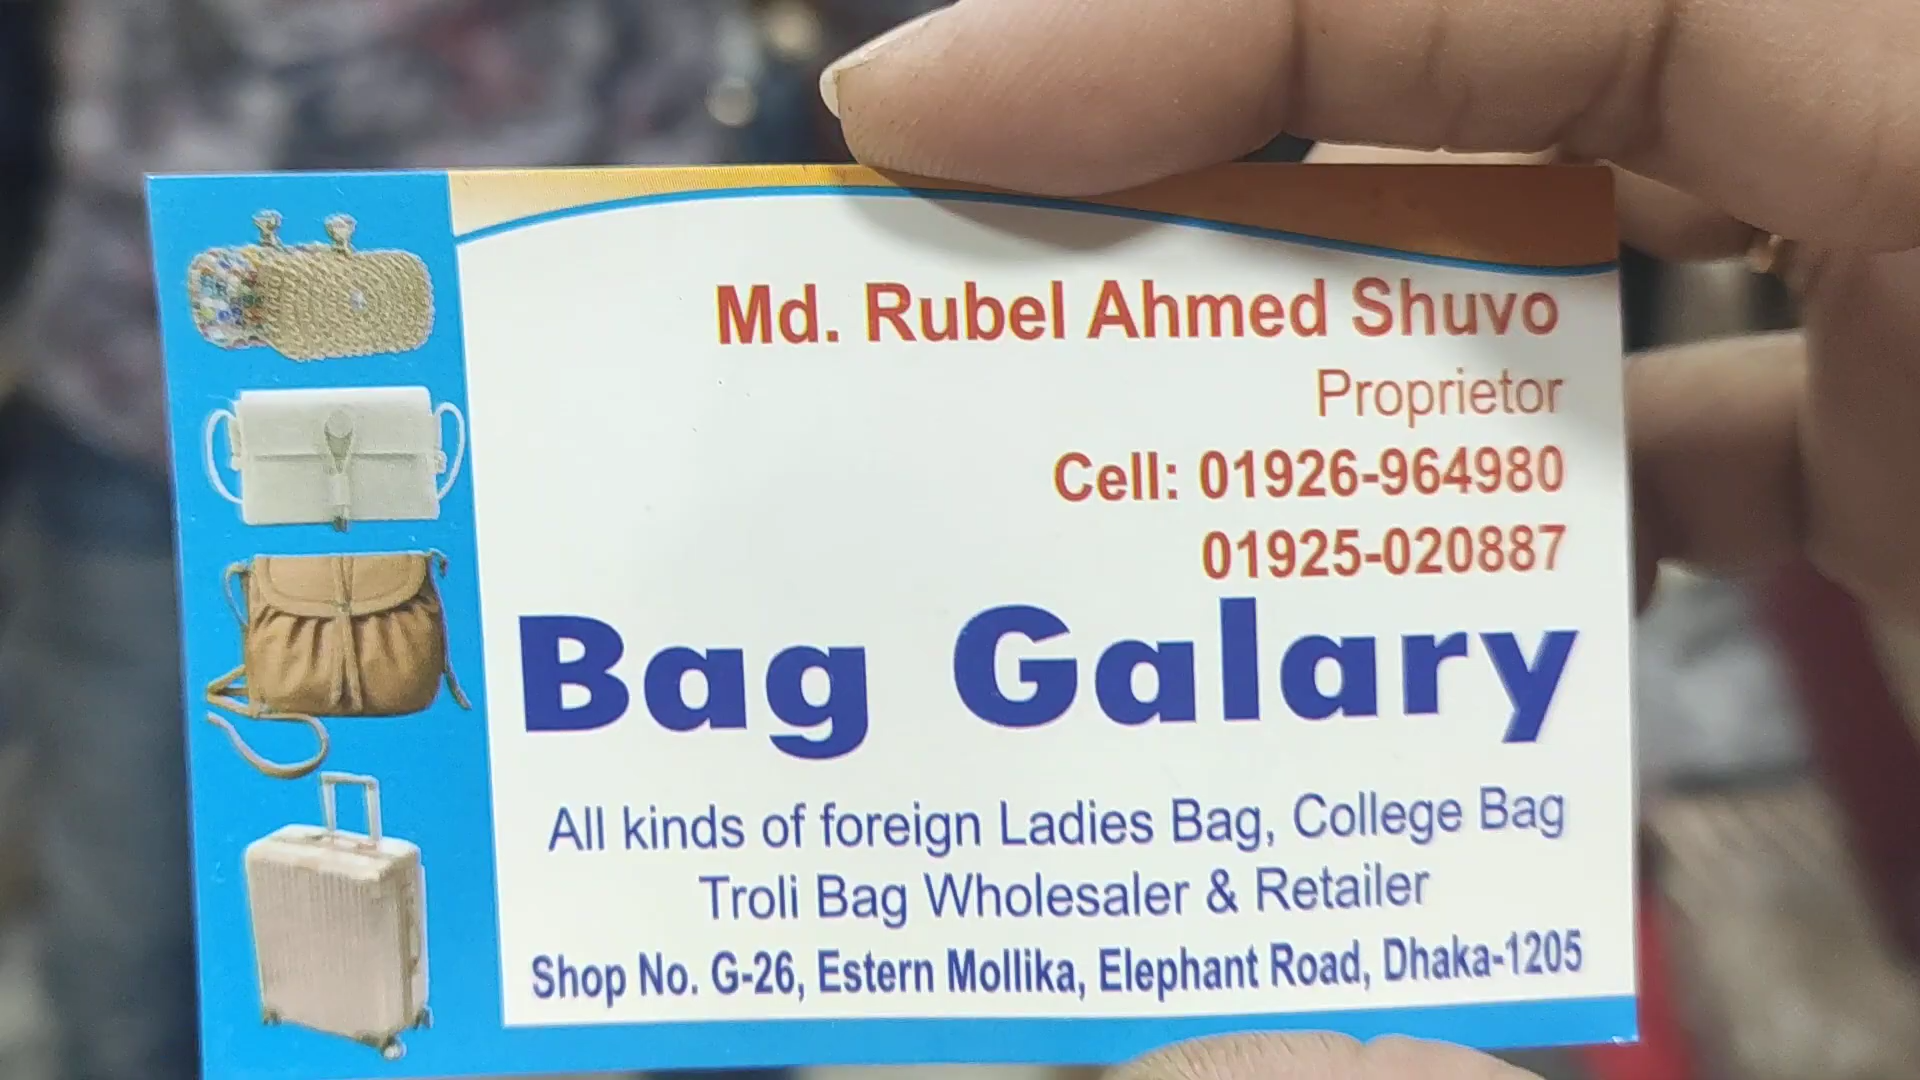 Md. Rubel Ahmed Shuvo
Proprietor
Cell: 01926-964980
01925-020887
Bag Galary
All kinds of foreign Ladies Bag, College Bag
Troli Bag Wholesaler & Retailer
Shop No. G-26, Estern Mollika, Elephant Road, Dhaka-1205